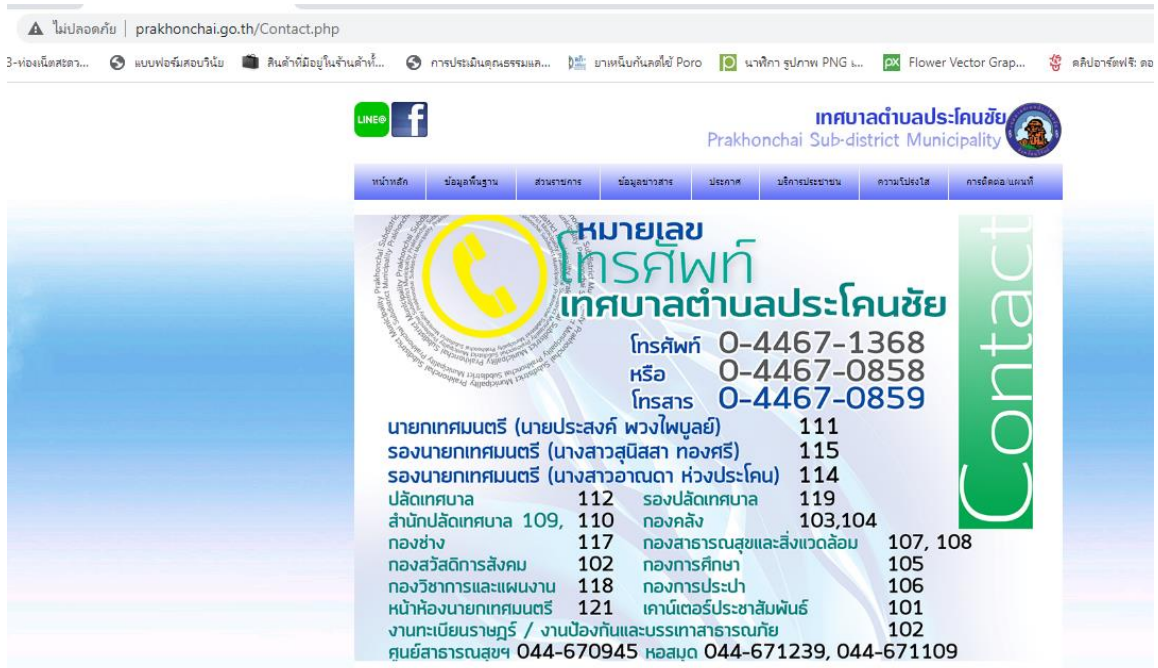 ไม่ปลอดภัย | prakhonchai.go.th/Contact.php
3-ท่องเน็ตสะดว... แบบฟอร์มสอบวินัย สินค้าที่มีอยู่ในร้านค้าทั้... การประเมินคุณธรรมแล... ยาเหน็บกันลดไข้ Poro นาฬิกา รูปภาพ PNG เ... Flower Vector Grap... คลิปอาร์ตฟรี: ดอ
LINE@ f เทศบาลตำบลประโคนชัย
Prakhonchai Sub-district Municipality
หน้าหลัก ข้อมูลพื้นฐาน ส่วนราชการ ข้อมูลข่าวสาร ประกาศ บริการประชาชน ความโปร่งใส การติดต่อ/แผนที่
หมายเลข
โทรศัพท์
เทศบาลตำบลประโคนชัย
Contact
โทรศัพท์ 0-4467-1368
หรือ 0-4467-0858
โทรสาร 0-4467-0859
นายกเทศมนตรี (นายประสงค์ พวงไพบูลย์) 111
รองนายกเทศมนตรี (นางสาวสุนิสสา ทองศรี) 115
รองนายกเทศมนตรี (นางสาวอาณดา ห่วงประโคน) 114
ปลัดเทศบาล 112 รองปลัดเทศบาล 119
สำนักปลัดเทศบาล 109, 110 กองคลัง 103,104
กองช่าง 117 กองสาธารณสุขและสิ่งแวดล้อม 107, 108
กองสวัสดิการสังคม 102 กองการศึกษา 105
กองวิชาการและแผนงาน 118 กองการประปา 106
หน้าห้องนายกเทศมนตรี 121 เคาน์เตอร์ประชาสัมพันธ์ 101
งานทะเบียนราษฎร์ / งานป้องกันและบรรเทาสาธารณภัย 102
ศูนย์สาธารณสุขฯ 044-670945 หอสมุด 044-671239, 044-671109